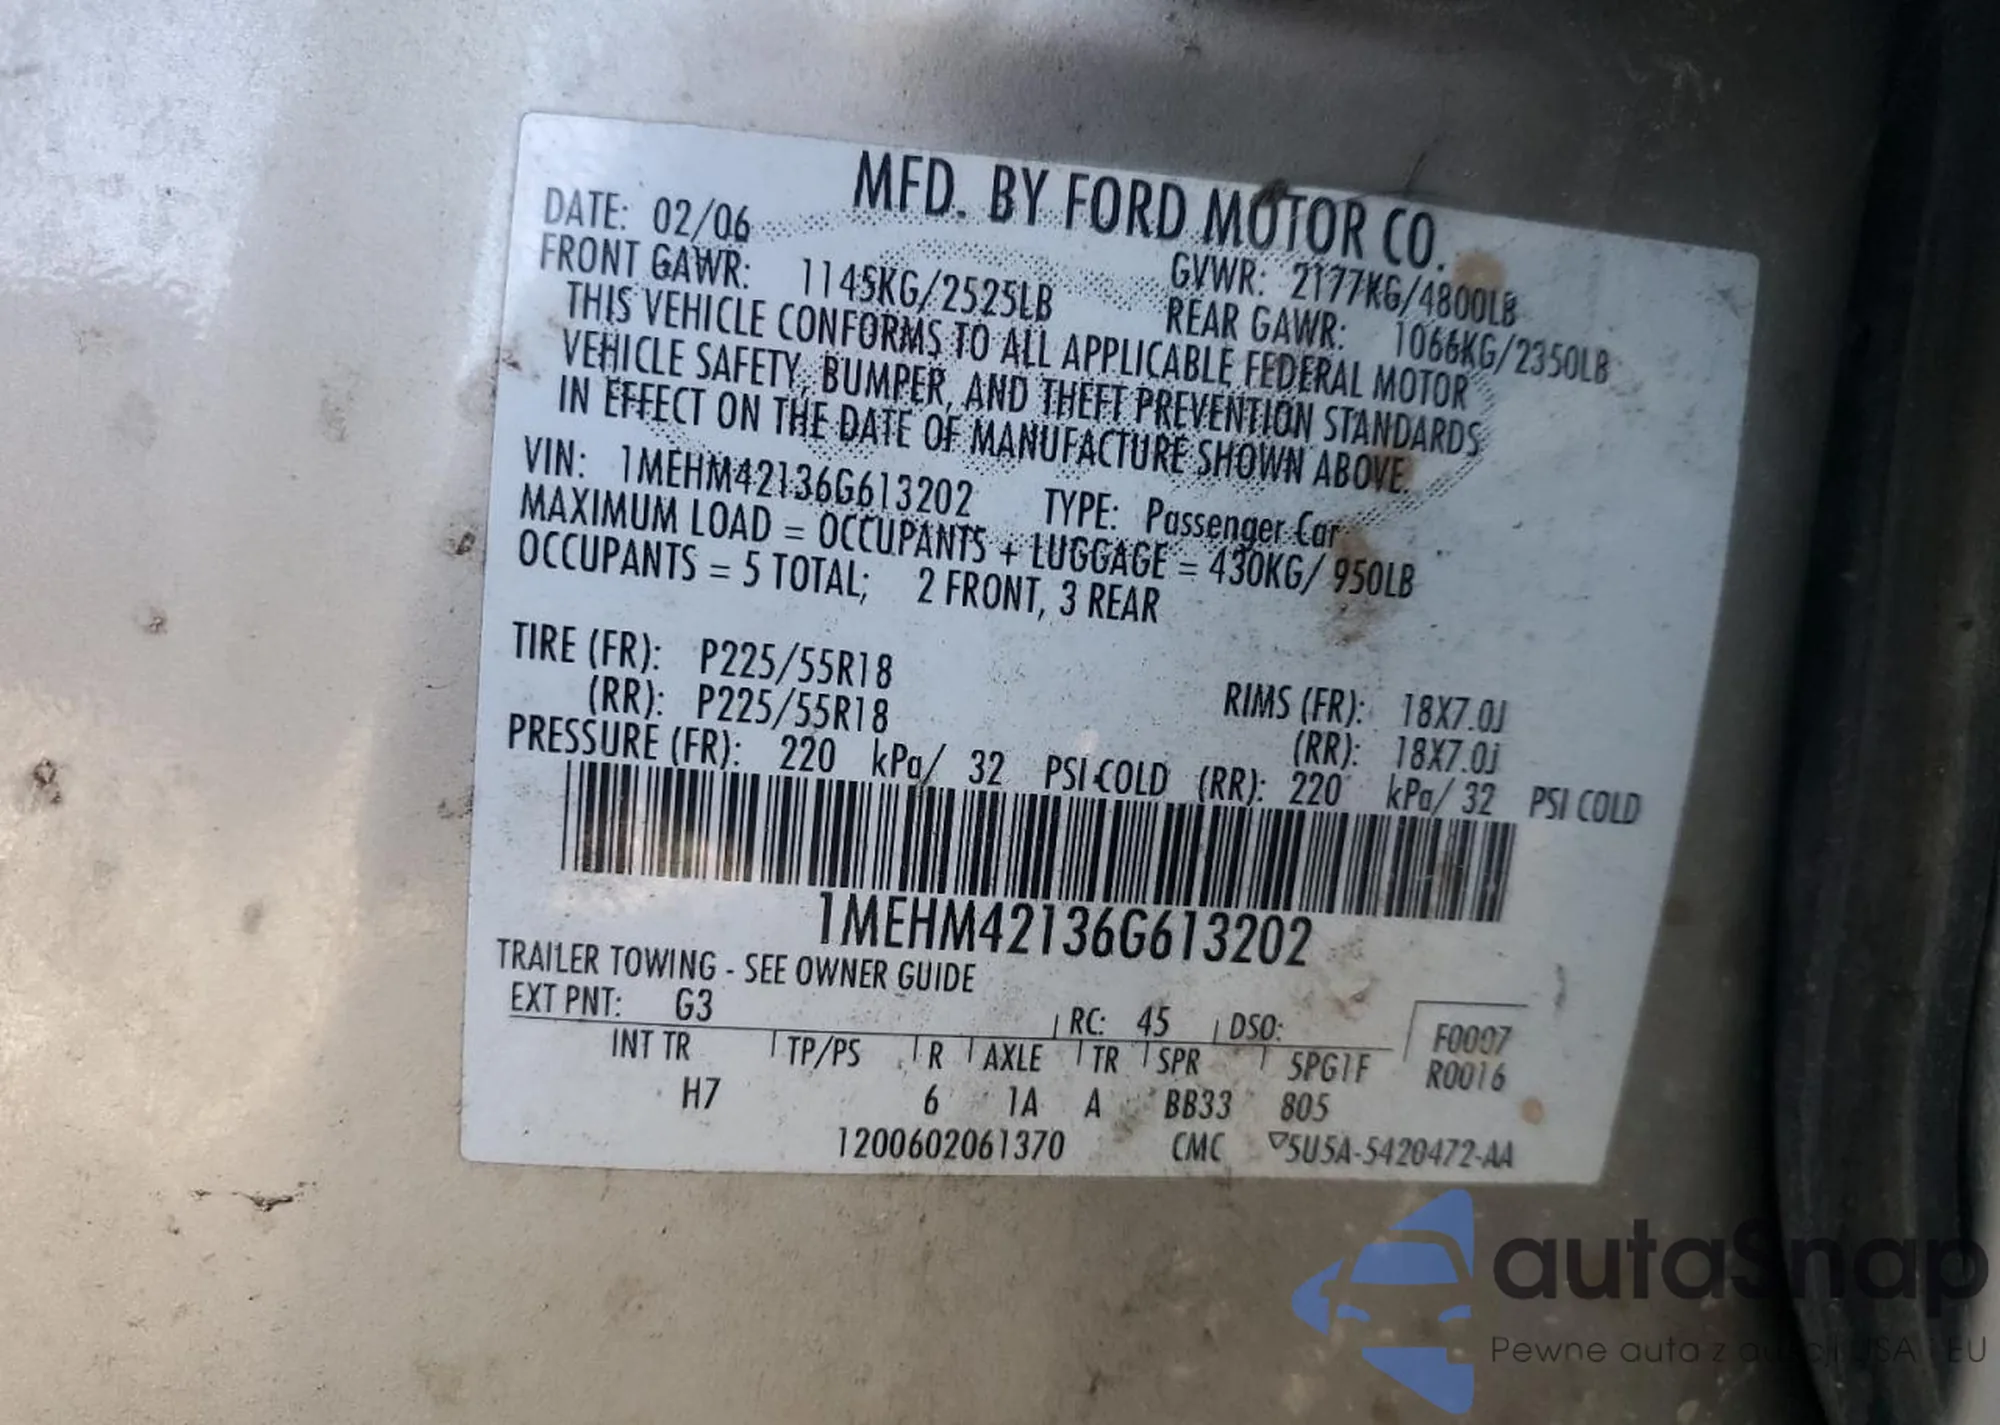 MFD. BY FORD MOTOR CO.
DATE: 02/06 GVWR: 2177KG/4800LB
FRONT GAWR: 1145KG/2525LB REAR GAWR: 1066KG/2350LB
THIS VEHICLE CONFORMS TO ALL APPLICABLE FEDERAL MOTOR
VEHICLE SAFETY, BUMPER, AND THEFT PREVENTION STANDARDS
IN EFFECT ON THE DATE OF MANUFACTURE SHOWN ABOVE.
VIN: 1MEHM42136G613202 TYPE: Passenger Car
MAXIMUM LOAD = OCCUPANTS + LUGGAGE = 430KG/ 950LB
OCCUPANTS = 5 TOTAL; 2 FRONT, 3 REAR
TIRE (FR): P225/55R18 RIMS (FR): 18X7.0J
(RR): P225/55R18 (RR): 18X7.0J
PRESSURE (FR): 220 kPa/ 32 PSI COLD (RR): 220 kPa/ 32 PSI COLD
1MEHM42136G613202
TRAILER TOWING - SEE OWNER GUIDE
EXT PNT: G3 RC: 45 DSO: F0007
INT TR TP/PS R AXLE TR SPR 5PG1F R0016
H7 6 1A A BB33 805
1200602061370 CMC ▽5U5A-5420472-AA
autaSnap
Pewne auta z aukcji USA i EU